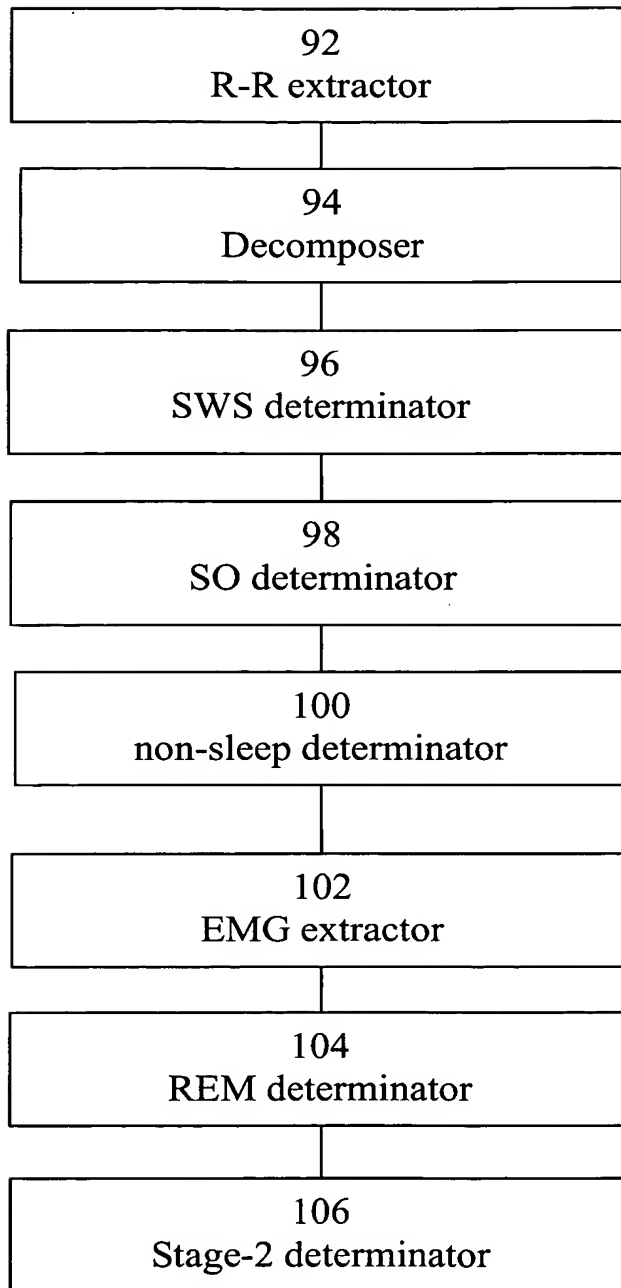 92
R-R extractor
94
Decomposer
96
SWS determinator
98
SO determinator
100
non-sleep determinator
102
EMG extractor
104
REM determinator
106
Stage-2 determinator